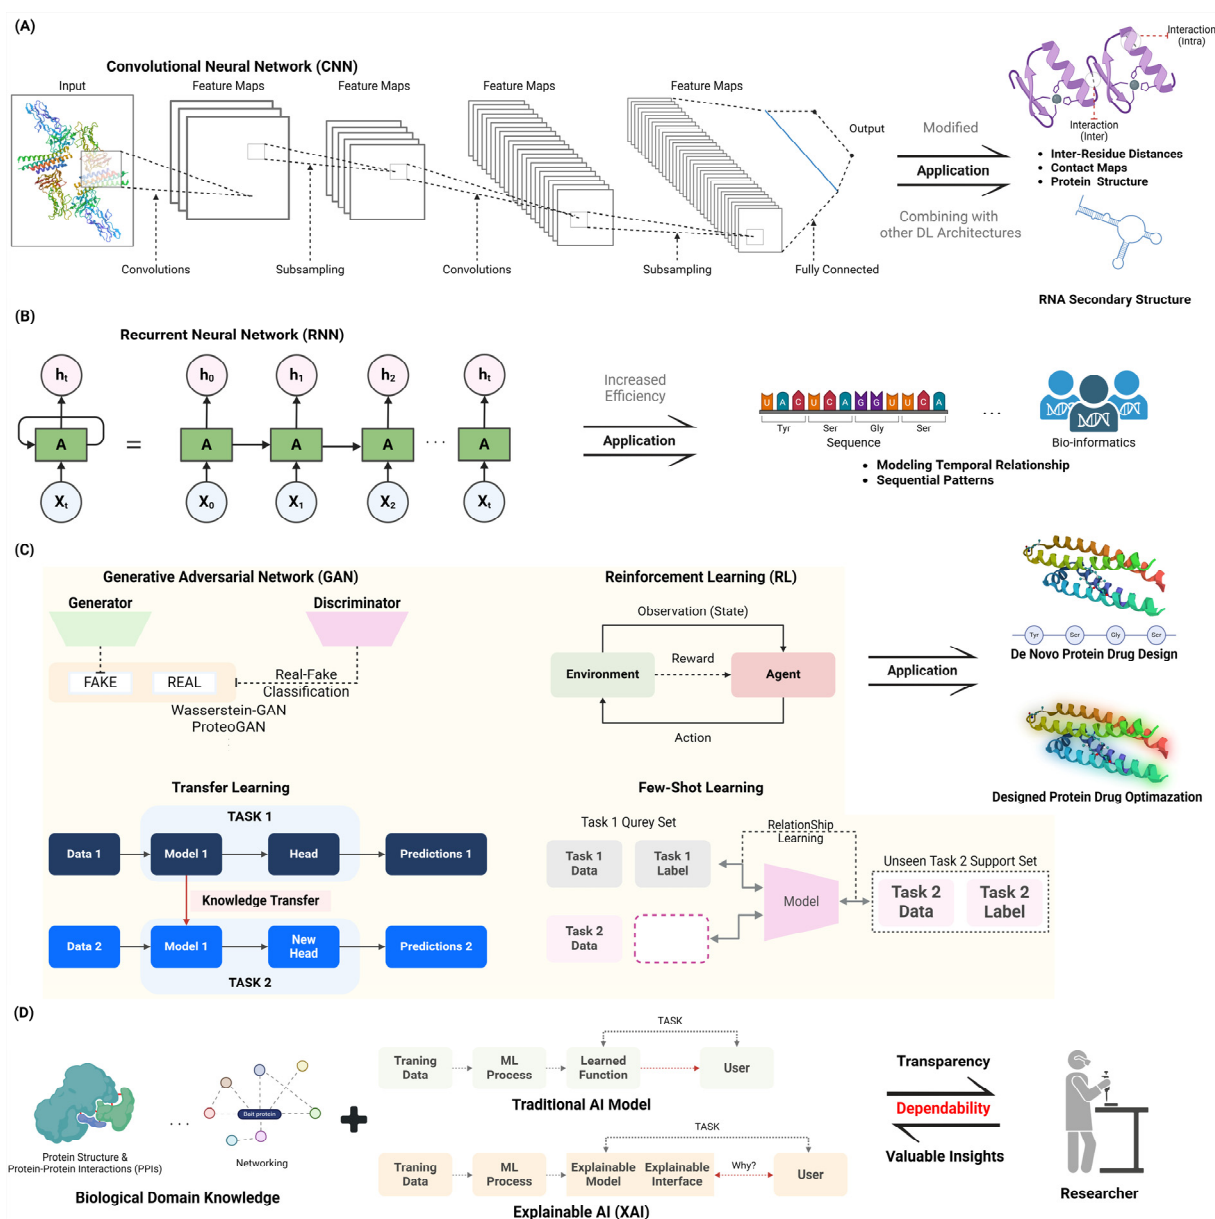 (A)
Convolutional Neural Network (CNN)
Input
Feature Maps
Feature Maps
Feature Maps
Feature Maps
Output
Convolutions
Subsampling
Convolutions
Subsampling
Fully Connected
Modified
Application
Combining with
other DL Architectures
Interaction
(Intra)
Interaction
(Inter)
• Inter-Residue Distances
• Contact Maps
• Protein Structure
RNA Secondary Structure
(B)
Recurrent Neural Network (RNN)
ht
h0
h1
h2
ht
A
=
A
A
A
...
A
Xt
X0
X1
X2
Xt
Increased
Efficiency
Application
U A C U C A G G U U C A
Tyr
Ser
Gly
Ser
Sequence
...
Bio-informatics
• Modeling Temporal Relationship
• Sequential Patterns
(C)
Generative Adversarial Network (GAN)
Generator
Discriminator
FAKE
REAL
Real-Fake
Classification
Wasserstein-GAN
ProteoGAN
Reinforcement Learning (RL)
Observation (State)
Environment
Reward
Agent
Action
Application
Tyr
Ser
Gly
Ser
De Novo Protein Drug Design
Designed Protein Drug Optimazation
Transfer Learning
TASK 1
Data 1
Model 1
Head
Predictions 1
Knowledge Transfer
Data 2
Model 1
New
Head
Predictions 2
TASK 2
Few-Shot Learning
Task 1 Qurey Set
RelationShip
Learning
Task 1
Data
Task 1
Label
Task 2
Data
Model
Unseen Task 2 Support Set
Task 2
Data
Task 2
Label
(D)
...
Bait protein
Protein Structure &
Protein-Protein Interactions (PPIs)
Networking
Biological Domain Knowledge
TASK
Traning
Data
ML
Process
Learned
Function
User
Traditional AI Model
TASK
Traning
Data
ML
Process
Explainable
Model
Explainable
Interface
Why?
User
Explainable AI (XAI)
Transparency
Dependability
Valuable Insights
Researcher